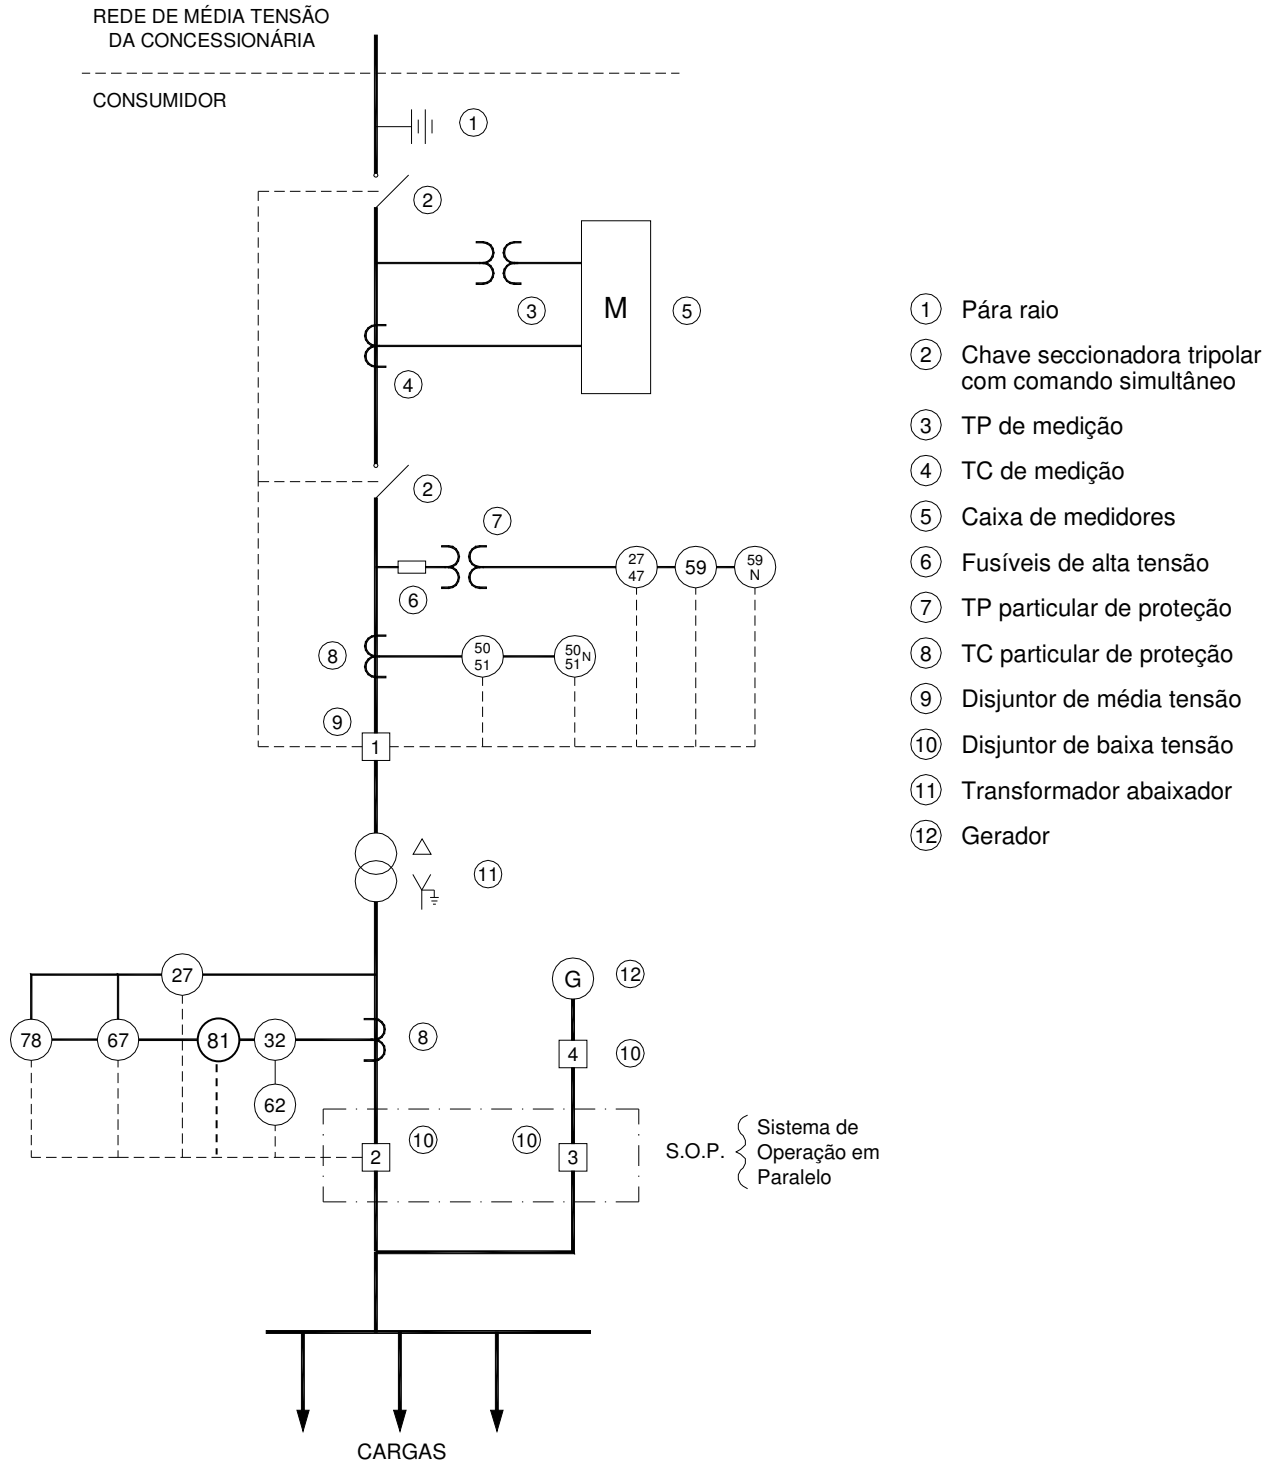 REDE DE MÉDIA TENSÃO
DA CONCESSIONÁRIA
CONSUMIDOR
1
2
3
M
5
4
2
7
6
27
47
59
59
N
8
50
51
50
51 N
9
1
11
27
78
67
81
32
8
62
G
12
4
10
10
2
10
3
S.O.P.
Sistema de
Operação em
Paralelo
CARGAS
1 Pára raio
2 Chave seccionadora tripolar
com comando simultâneo
3 TP de medição
4 TC de medição
5 Caixa de medidores
6 Fusíveis de alta tensão
7 TP particular de proteção
8 TC particular de proteção
9 Disjuntor de média tensão
10 Disjuntor de baixa tensão
11 Transformador abaixador
12 Gerador